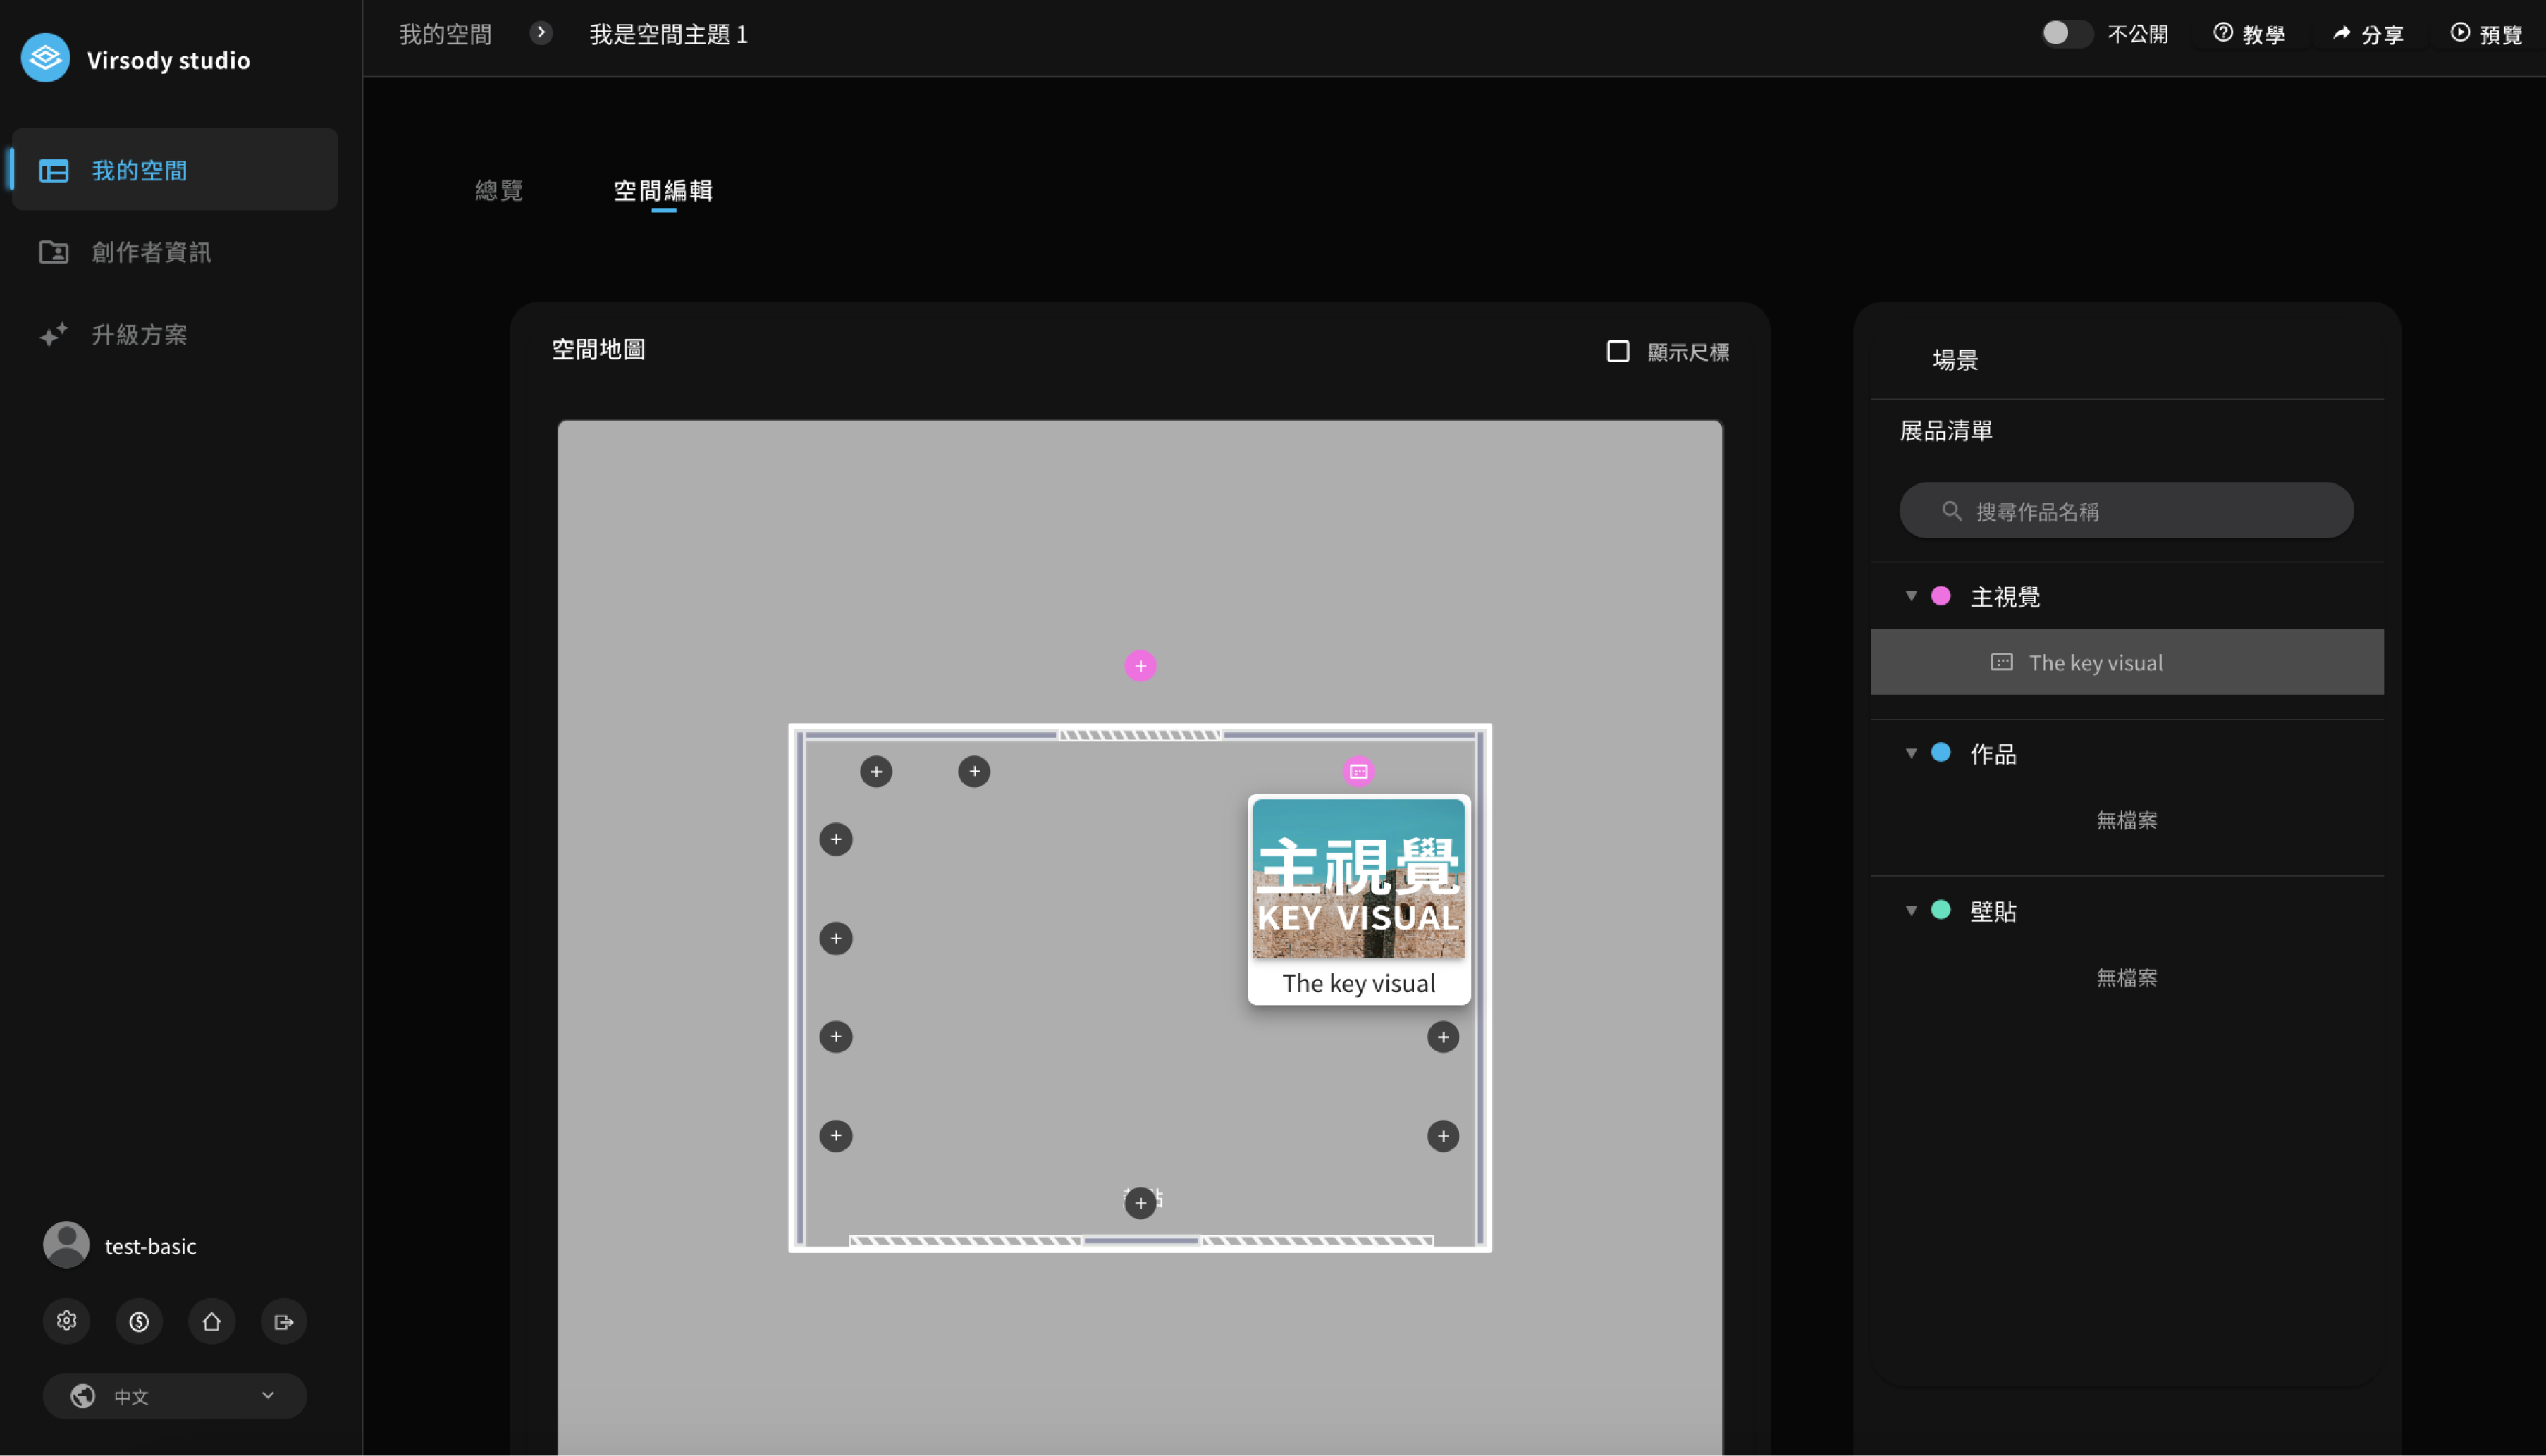 Virsody studio
我的空間
創作者資訊
升級方案
test-basic
中文
我的空間
我是空間主題 1
不公開
教學
分享
預覽
總覽
空間編輯
空間地圖
顯示尺標
主視覺
KEY VISUAL
The key visual
場景
展品清單
搜尋作品名稱
主視覺
The key visual
作品
無檔案
壁貼
無檔案